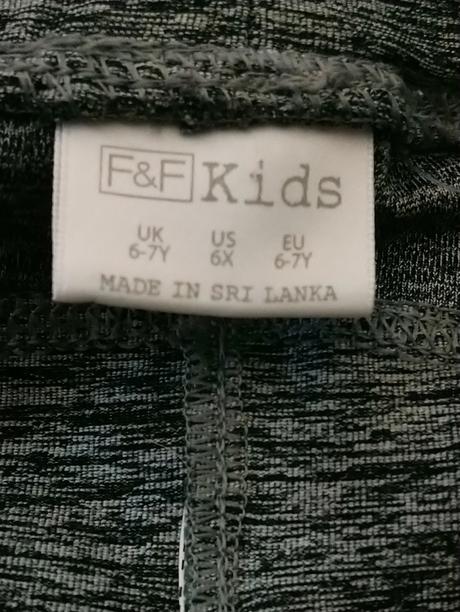 F&F Kids
UK US EU
6-7Y 6X 6-7Y
MADE IN SRI LANKA